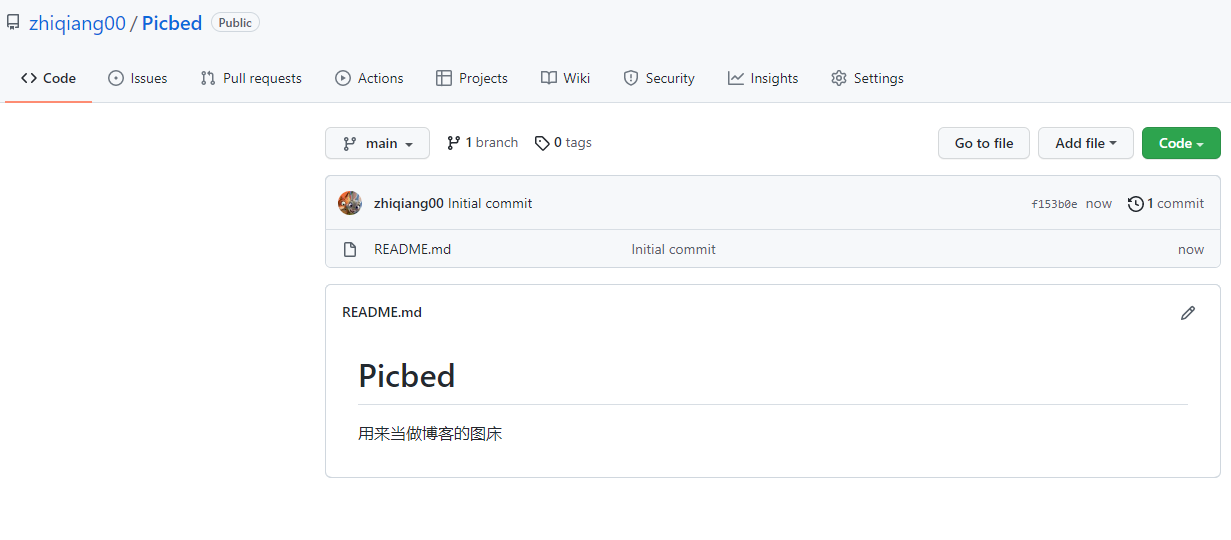 zhiqiang00 / Picbed Public
Code Issues Pull requests Actions Projects Wiki Security Insights Settings
main 1 branch 0 tags Go to file Add file Code
zhiqiang00 Initial commit f153b0e now 1 commit
README.md Initial commit now
README.md
Picbed
用来当做博客的图床